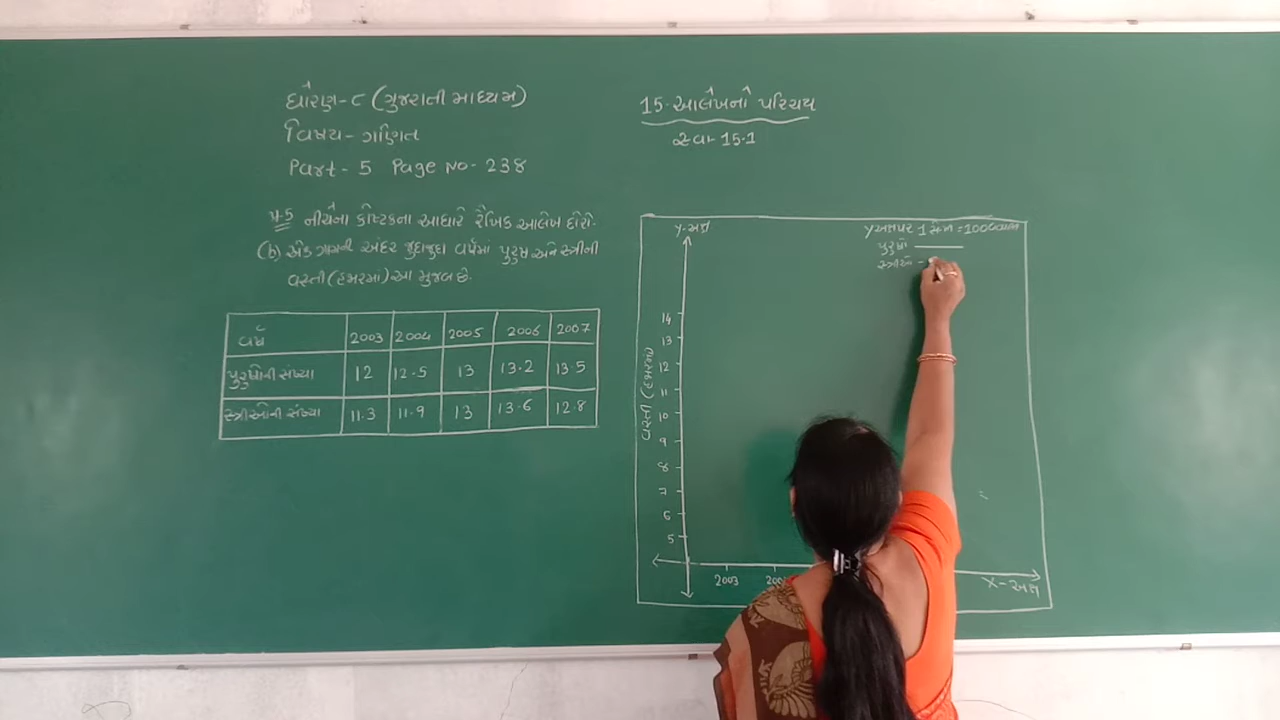 ધોરણ-૮ (ગુજરાતી માધ્યમ)
વિષય- ગણિત
Part- 5 Page No- 238
15. આલેખનો પરિચય
સ્વા- 15.1
પ્ર-5 નીચેના કોષ્ટકના આધારે રૈખિક આલેખ દોરો.
(b) એક ગામની અંદર જુદાજુદા વર્ષમાં પુરુષ અને સ્ત્રીની
વસ્તી (હજારમાં) આ મુજબ છે.
વર્ષ 2003 2004 2005 2006 2007
પુરુષોની સંખ્યા 12 12.5 13 13.2 13.5
સ્ત્રીઓની સંખ્યા 11.3 11.9 13 13.6 12.8
Y-અક્ષ
Y અક્ષ પર 1 સેમી =
પુરુષો
સ્ત્રીઓ -
વસ્તી (હજારમાં)
14
13
12
11
10
9
8
7
6
5
2003
X-અક્ષ